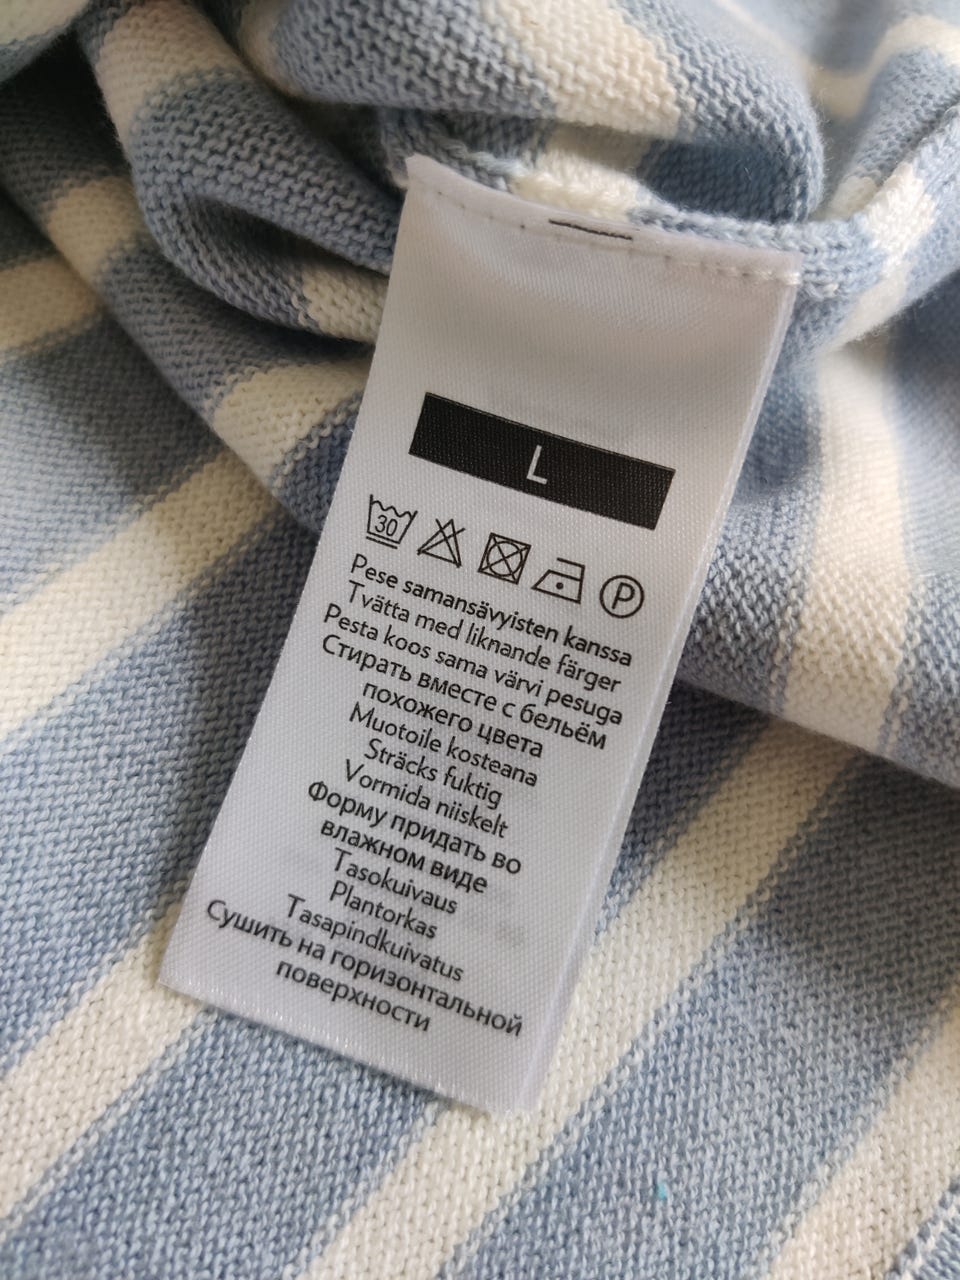 L
30
P
Pese samansävyisten kanssa
Tvätta med liknande färger
Pesta koos sama värvi pesuga
Стирать вместе с бельём
похожего цвета
Muotoile kosteana
Sträcks fuktig
Vormida niiskelt
Форму придать во
влажном виде
Tasokuivaus
Plantorkas
Tasapindkuivatus
Сушить на горизонтальной
поверхности